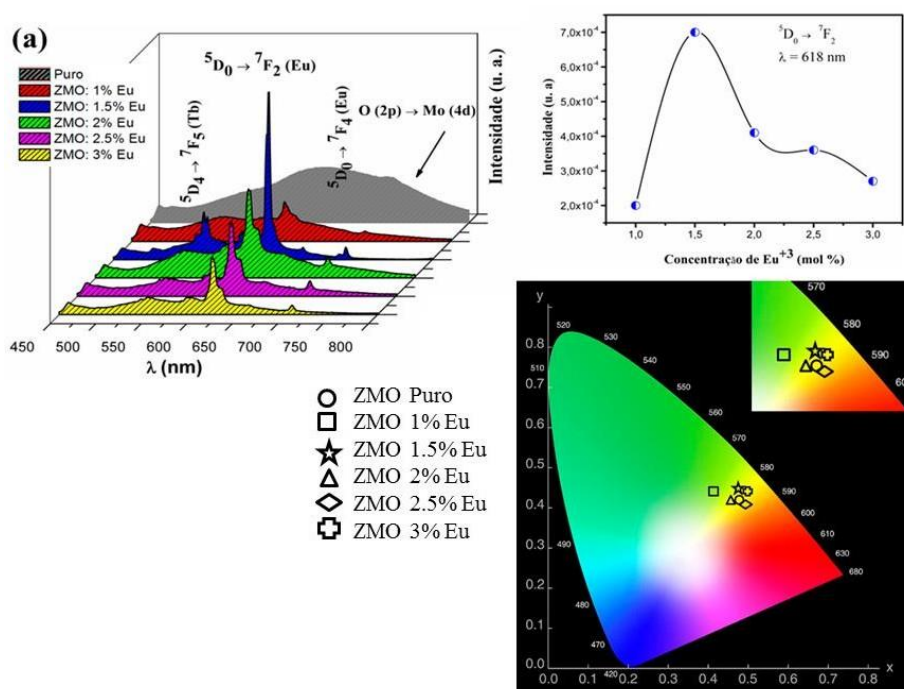 (a)
Puro
ZMO: 1% Eu
ZMO: 1.5% Eu
ZMO: 2% Eu
ZMO: 2.5% Eu
ZMO: 3% Eu
⁵D₀→ ⁷F₂ (Eu)
⁵D₄→ ⁷F₅ (Tb)
⁵D₀→ ⁷F₄ (Eu)
O (2p) → Mo (4d)
Intensidade (u. a.)
450 500 550 600 650 700 750 800
λ (nm)
Intensidade (u. a)
7,0x10⁻⁴
6,0x10⁻⁴
5,0x10⁻⁴
4,0x10⁻⁴
3,0x10⁻⁴
2,0x10⁻⁴
⁵D₀→ ⁷F₂
λ = 618 nm
1,0 1,5 2,0 2,5 3,0
Concentração de Eu⁺³ (mol %)
ZMO Puro
ZMO 1% Eu
ZMO 1.5% Eu
ZMO 2% Eu
ZMO 2.5% Eu
ZMO 3% Eu
y
0.8
0.7
0.6
0.5
0.4
0.3
0.2
0.1
0.0
0.0 0.1 0.2 0.3 0.4 0.5 0.6 0.7 0.8
x
420
470
480
490
510
520
530
540
550
560
570
580
590
600
610
630
680
570
580
590